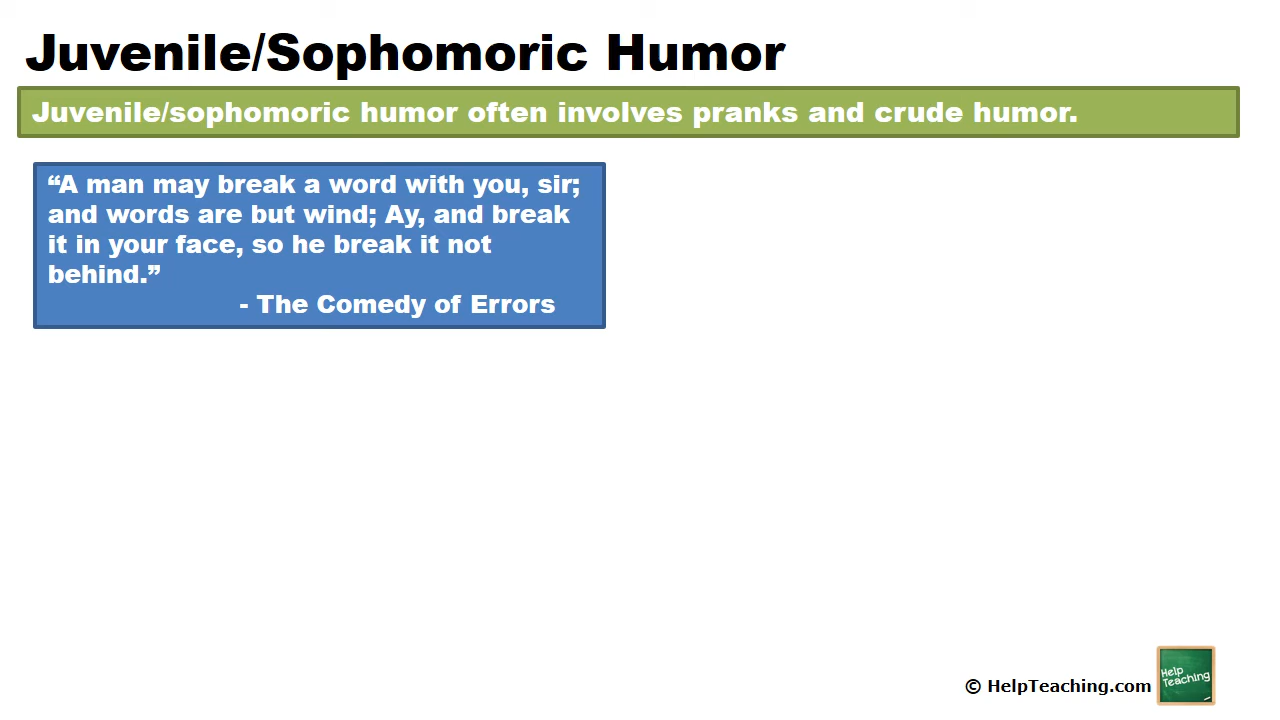 Juvenile/Sophomoric Humor
Juvenile/sophomoric humor often involves pranks and crude humor.
“A man may break a word with you, sir;
and words are but wind; Ay, and break
it in your face, so he break it not
behind.”
- The Comedy of Errors
© HelpTeaching.com
Help
Teaching